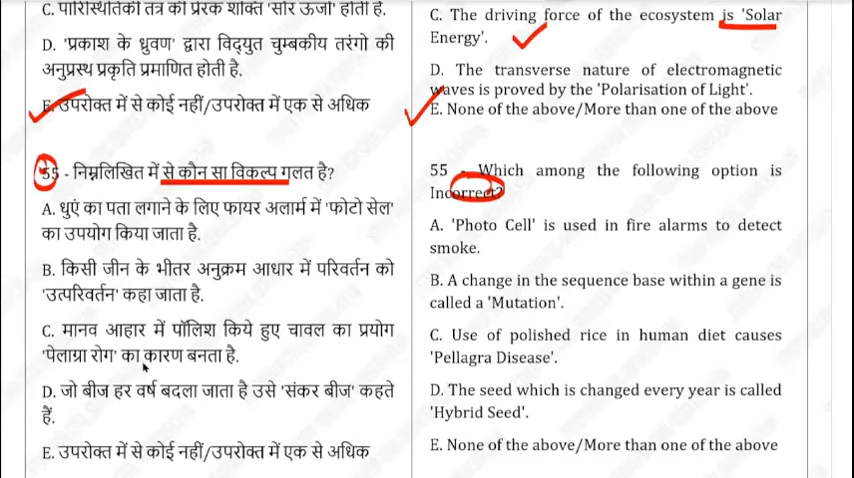 C. पारिस्थितिकी तंत्र की प्रेरक शक्ति 'सौर ऊर्जा' होती है.
D. 'प्रकाश के ध्रुवण' द्वारा विद्युत चुम्बकीय तरंगो की
अनुप्रस्थ प्रकृति प्रमाणित होती है.
E. उपरोक्त में से कोई नहीं/उपरोक्त में एक से अधिक
55 - निम्नलिखित में से कौन सा विकल्प गलत है?
A. धुएं का पता लगाने के लिए फायर अलार्म में 'फोटो सेल'
का उपयोग किया जाता है.
B. किसी जीन के भीतर अनुक्रम आधार में परिवर्तन को
'उत्परिवर्तन' कहा जाता है.
C. मानव आहार में पॉलिश किये हुए चावल का प्रयोग
'पेलाग्रा रोग' का कारण बनता है.
D. जो बीज हर वर्ष बदला जाता है उसे 'संकर बीज' कहते
हैं.
E. उपरोक्त में से कोई नहीं/उपरोक्त में एक से अधिक
C. The driving force of the ecosystem is 'Solar
Energy'.
D. The transverse nature of electromagnetic
waves is proved by the 'Polarisation of Light'.
E. None of the above/More than one of the above
55 - Which among the following option is
Incorrect?
A. 'Photo Cell' is used in fire alarms to detect
smoke.
B. A change in the sequence base within a gene is
called a 'Mutation'.
C. Use of polished rice in human diet causes
'Pellagra Disease'.
D. The seed which is changed every year is called
'Hybrid Seed'.
E. None of the above/More than one of the above